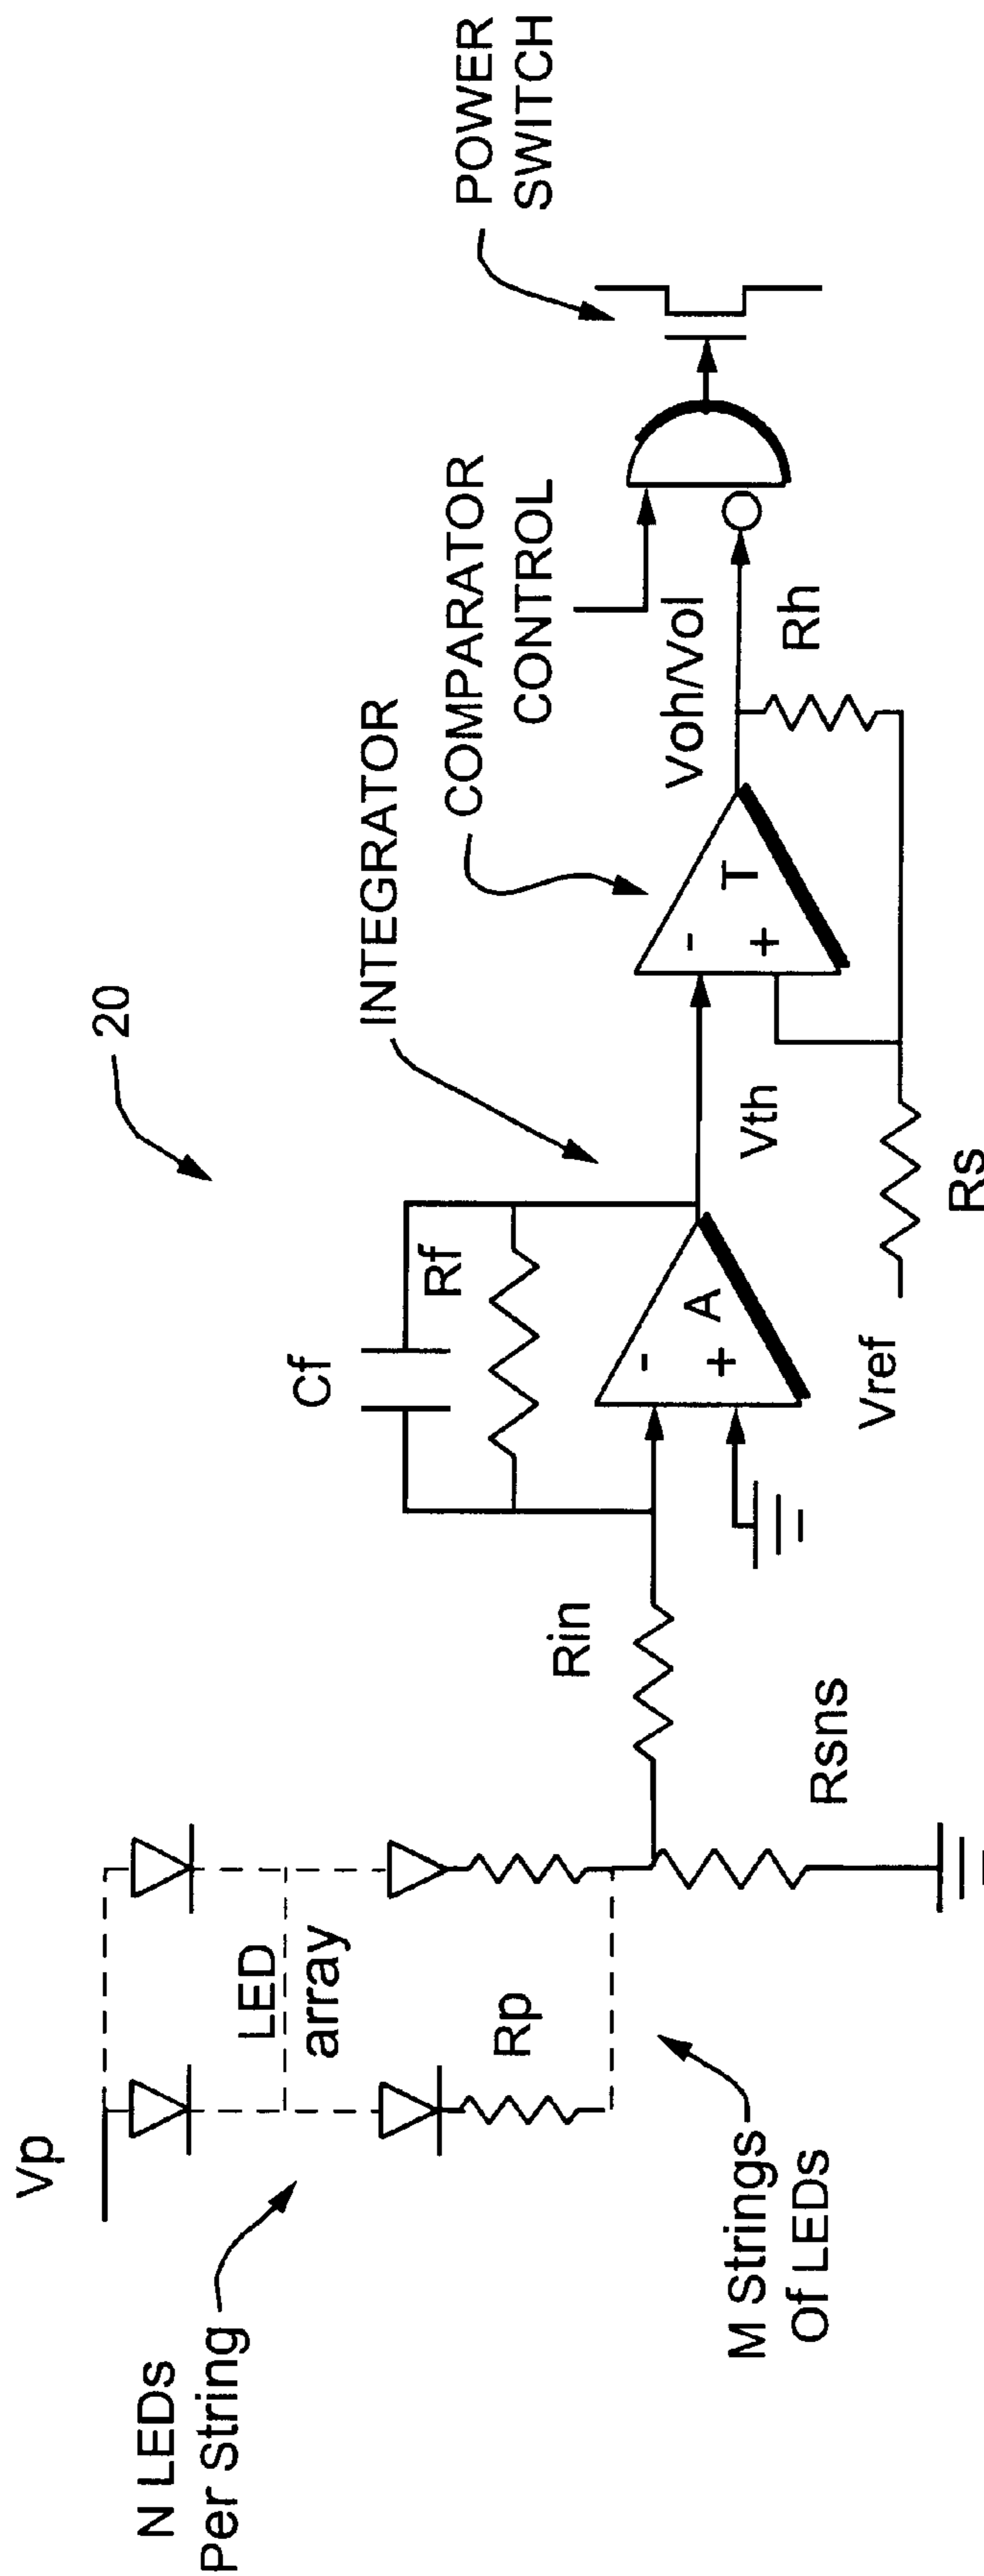 20
Vp
N LEDs
Per String
LED
array
Rp
M Strings
Of LEDs
Rsns
Rin
Cf
Rf
-
+
A
INTEGRATOR
Vth
Vref
Rs
-
+
T
COMPARATOR
Voh/Vol
Rh
CONTROL
POWER
SWITCH